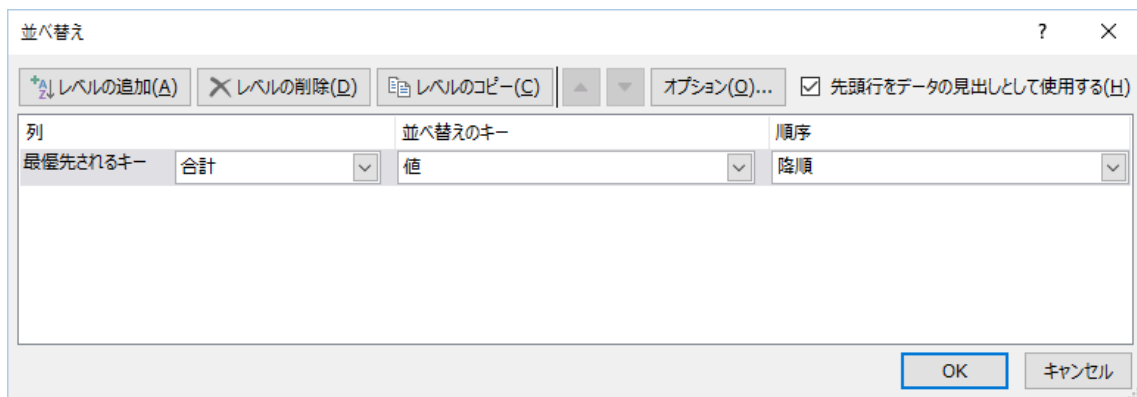 並べ替え ? ×
レベルの追加(A) レベルの削除(D) レベルのコピー(C) オプション(O)... 先頭行をデータの見出しとして使用する(H)
列 並べ替えのキー 順序
最優先されるキー 合計 値 降順
OK キャンセル